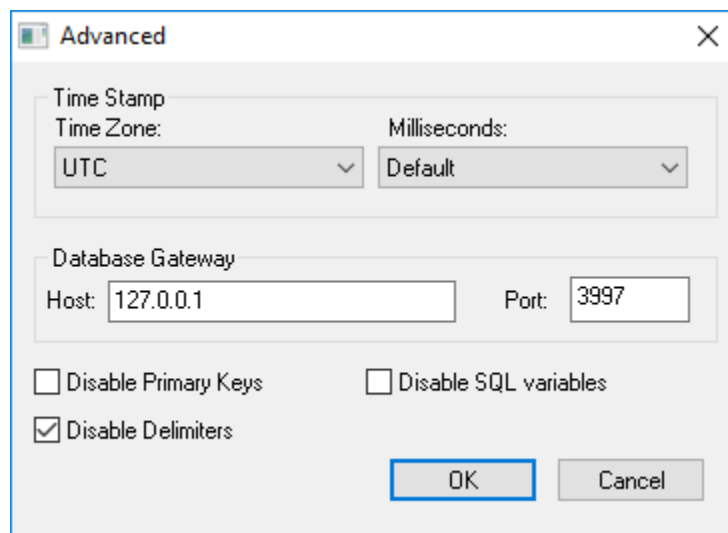 Advanced
Time Stamp
Time Zone: Milliseconds:
UTC Default
Database Gateway
Host: 127.0.0.1 Port: 3997
Disable Primary Keys Disable SQL variables
Disable Delimiters
OK Cancel